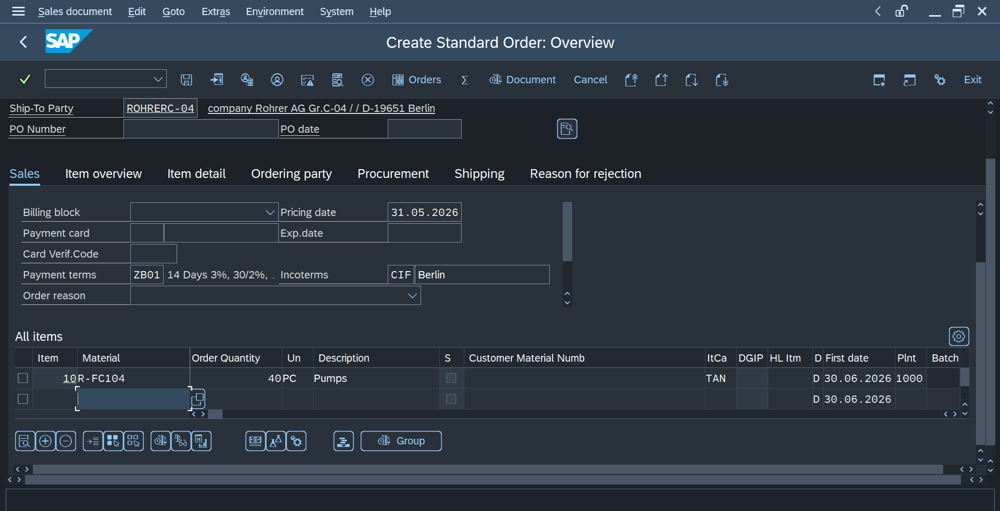 Sales document Edit Goto Extras Environment System Help
SAP
Create Standard Order: Overview
Orders Document Cancel Exit
Ship-To Party ROHRERC-04 company Rohrer AG Gr.C-04 / / D-19651 Berlin
PO Number PO date
Sales Item overview Item detail Ordering party Procurement Shipping Reason for rejection
Billing block Pricing date 31.05.2026
Payment card Exp.date
Card Verif.Code
Payment terms ZB01 14 Days 3%, 30/2%, … Incoterms CIF Berlin
Order reason
All items
Item Material Order Quantity Un Description S Customer Material Numb ItCa DGIP HL Itm D First date Plnt Batch
10 R-FC104 40 PC Pumps TAN D 30.06.2026 1000
D 30.06.2026
14
Group